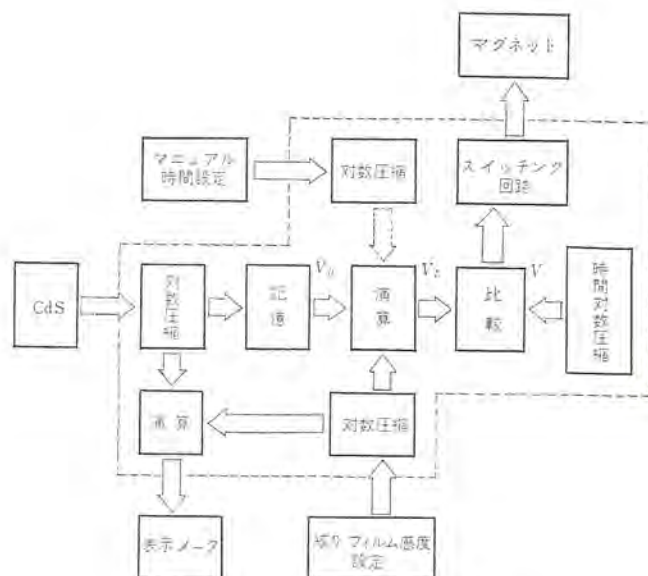 マグネット
マニュアル
時間設定
対数圧縮
スイッチング
回路
CdS
対数圧縮
記憶
V₀
演算
V₂
比較
V
時間対数圧縮
演算
対数圧縮
表示メータ
絞りフィルム感度
設定